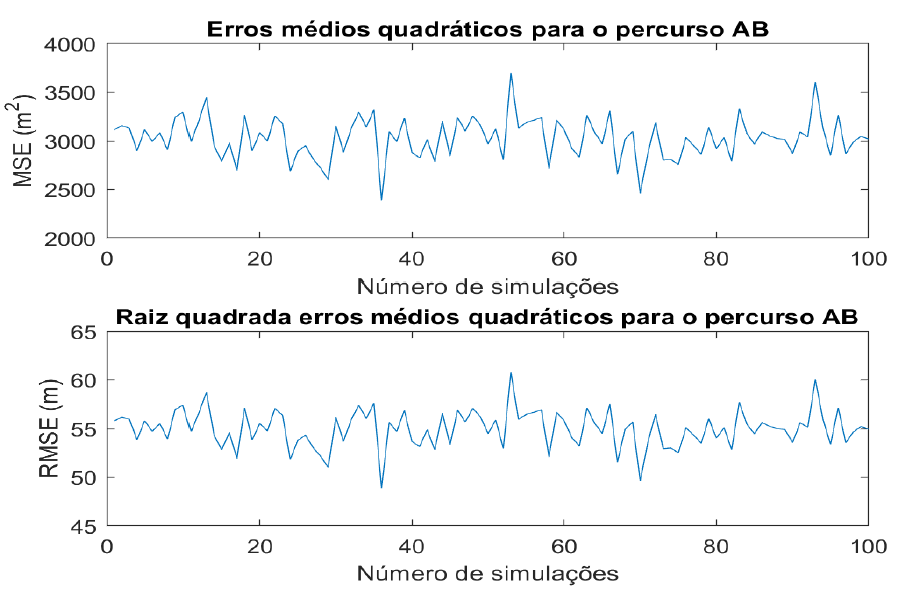 Erros médios quadráticos para o percurso AB
4000
3500
3000
2500
2000
MSE (m²)
0 20 40 60 80 100
Número de simulações
Raiz quadrada erros médios quadráticos para o percurso AB
65
60
55
50
45
RMSE (m)
0 20 40 60 80 100
Número de simulações